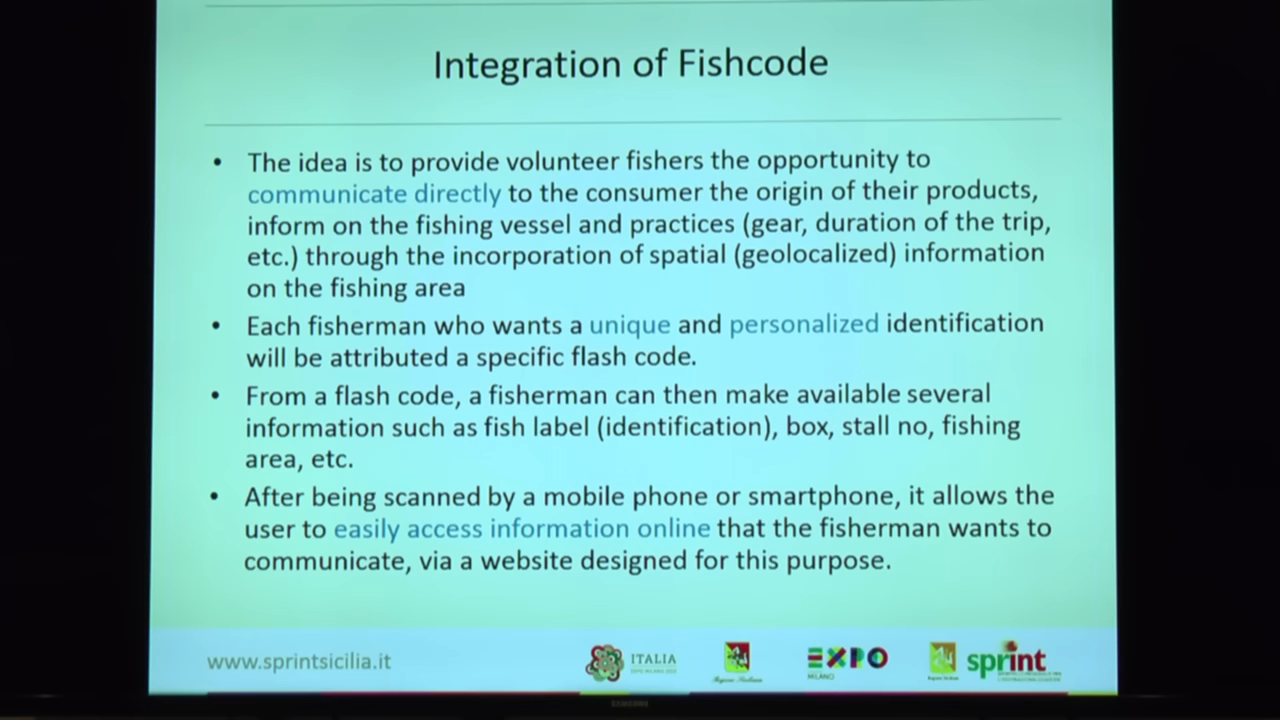 Integration of Fishcode
• The idea is to provide volunteer fishers the opportunity to
communicate directly to the consumer the origin of their products,
inform on the fishing vessel and practices (gear, duration of the trip,
etc.) through the incorporation of spatial (geolocalized) information
on the fishing area
• Each fisherman who wants a unique and personalized identification
will be attributed a specific flash code.
• From a flash code, a fisherman can then make available several
information such as fish label (identification), box, stall no, fishing
area, etc.
• After being scanned by a mobile phone or smartphone, it allows the
user to easily access information online that the fisherman wants to
communicate, via a website designed for this purpose.
www.sprintsicilia.it
ITALIA
EXPO
MILANO
sprint
SAMSUNG